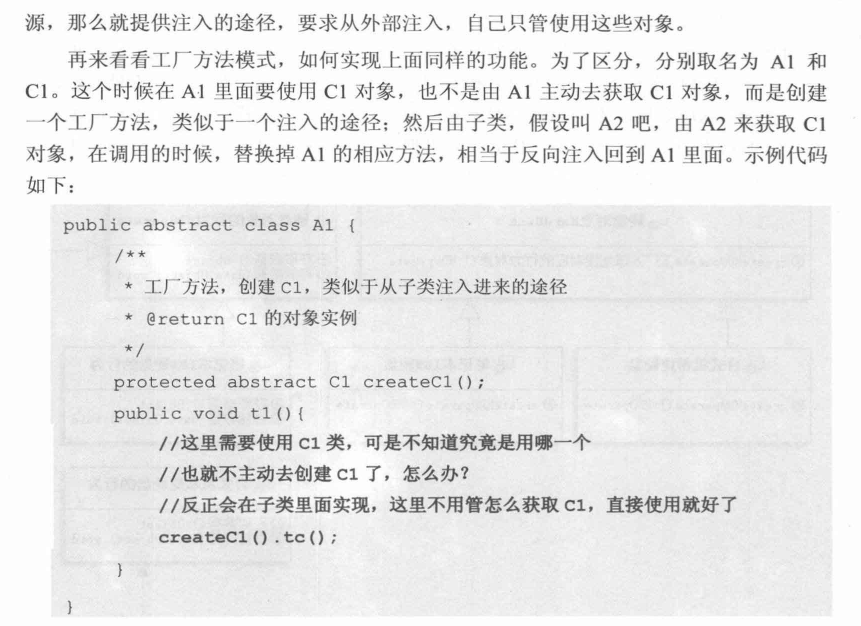 源，那么就提供注入的途径，要求从外部注入，自己只管使用这些对象。
再来看看工厂方法模式，如何实现上面同样的功能。为了区分，分别取名为 A1 和
C1。这个时候在 A1 里面要使用 C1 对象，也不是由 A1 主动去获取 C1 对象，而是创建
一个工厂方法，类似于一个注入的途径；然后由子类，假设叫 A2 吧，由 A2 来获取 C1
对象，在调用的时候，替换掉 A1 的相应方法，相当于反向注入回到 A1 里面。示例代码
如下：
public abstract class A1 {
/**
* 工厂方法，创建 C1，类似于从子类注入进来的途径
* @return C1 的对象实例
*/
protected abstract C1 createC1();
public void t1(){
//这里需要使用 C1 类，可是不知道究竟是用哪一个
//也就不主动去创建 C1 了，怎么办？
//反正会在子类里面实现，这里不用管怎么获取 C1，直接使用就好了
createC1().tc();
}
}